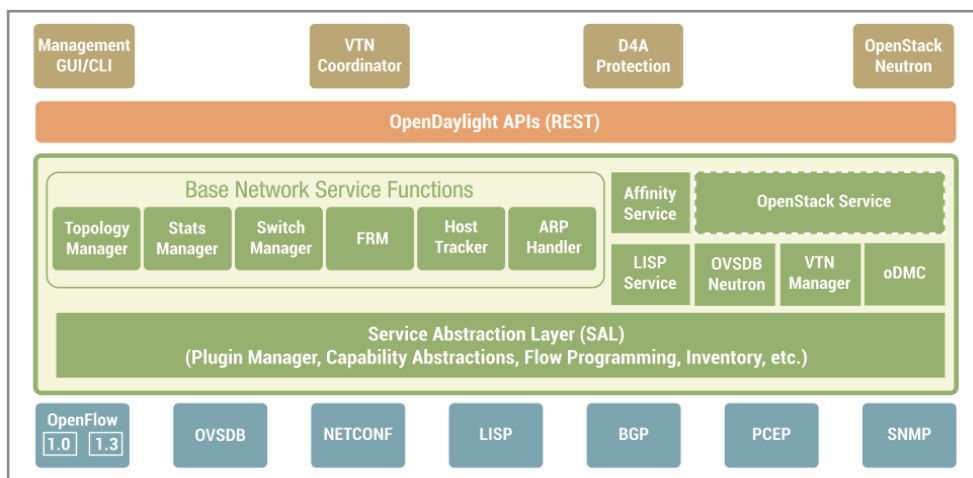 Management
GUI/CLI
VTN
Coordinator
D4A
Protection
OpenStack
Neutron
OpenDaylight APIs (REST)
Base Network Service Functions
Topology
Manager
Stats
Manager
Switch
Manager
FRM
Host
Tracker
ARP
Handler
Affinity
Service
OpenStack Service
LISP
Service
OVSDB
Neutron
VTN
Manager
oDMC
Service Abstraction Layer (SAL)
(Plugin Manager, Capability Abstractions, Flow Programming, Inventory, etc.)
OpenFlow
1.0 1.3
OVSDB
NETCONF
LISP
BGP
PCEP
SNMP